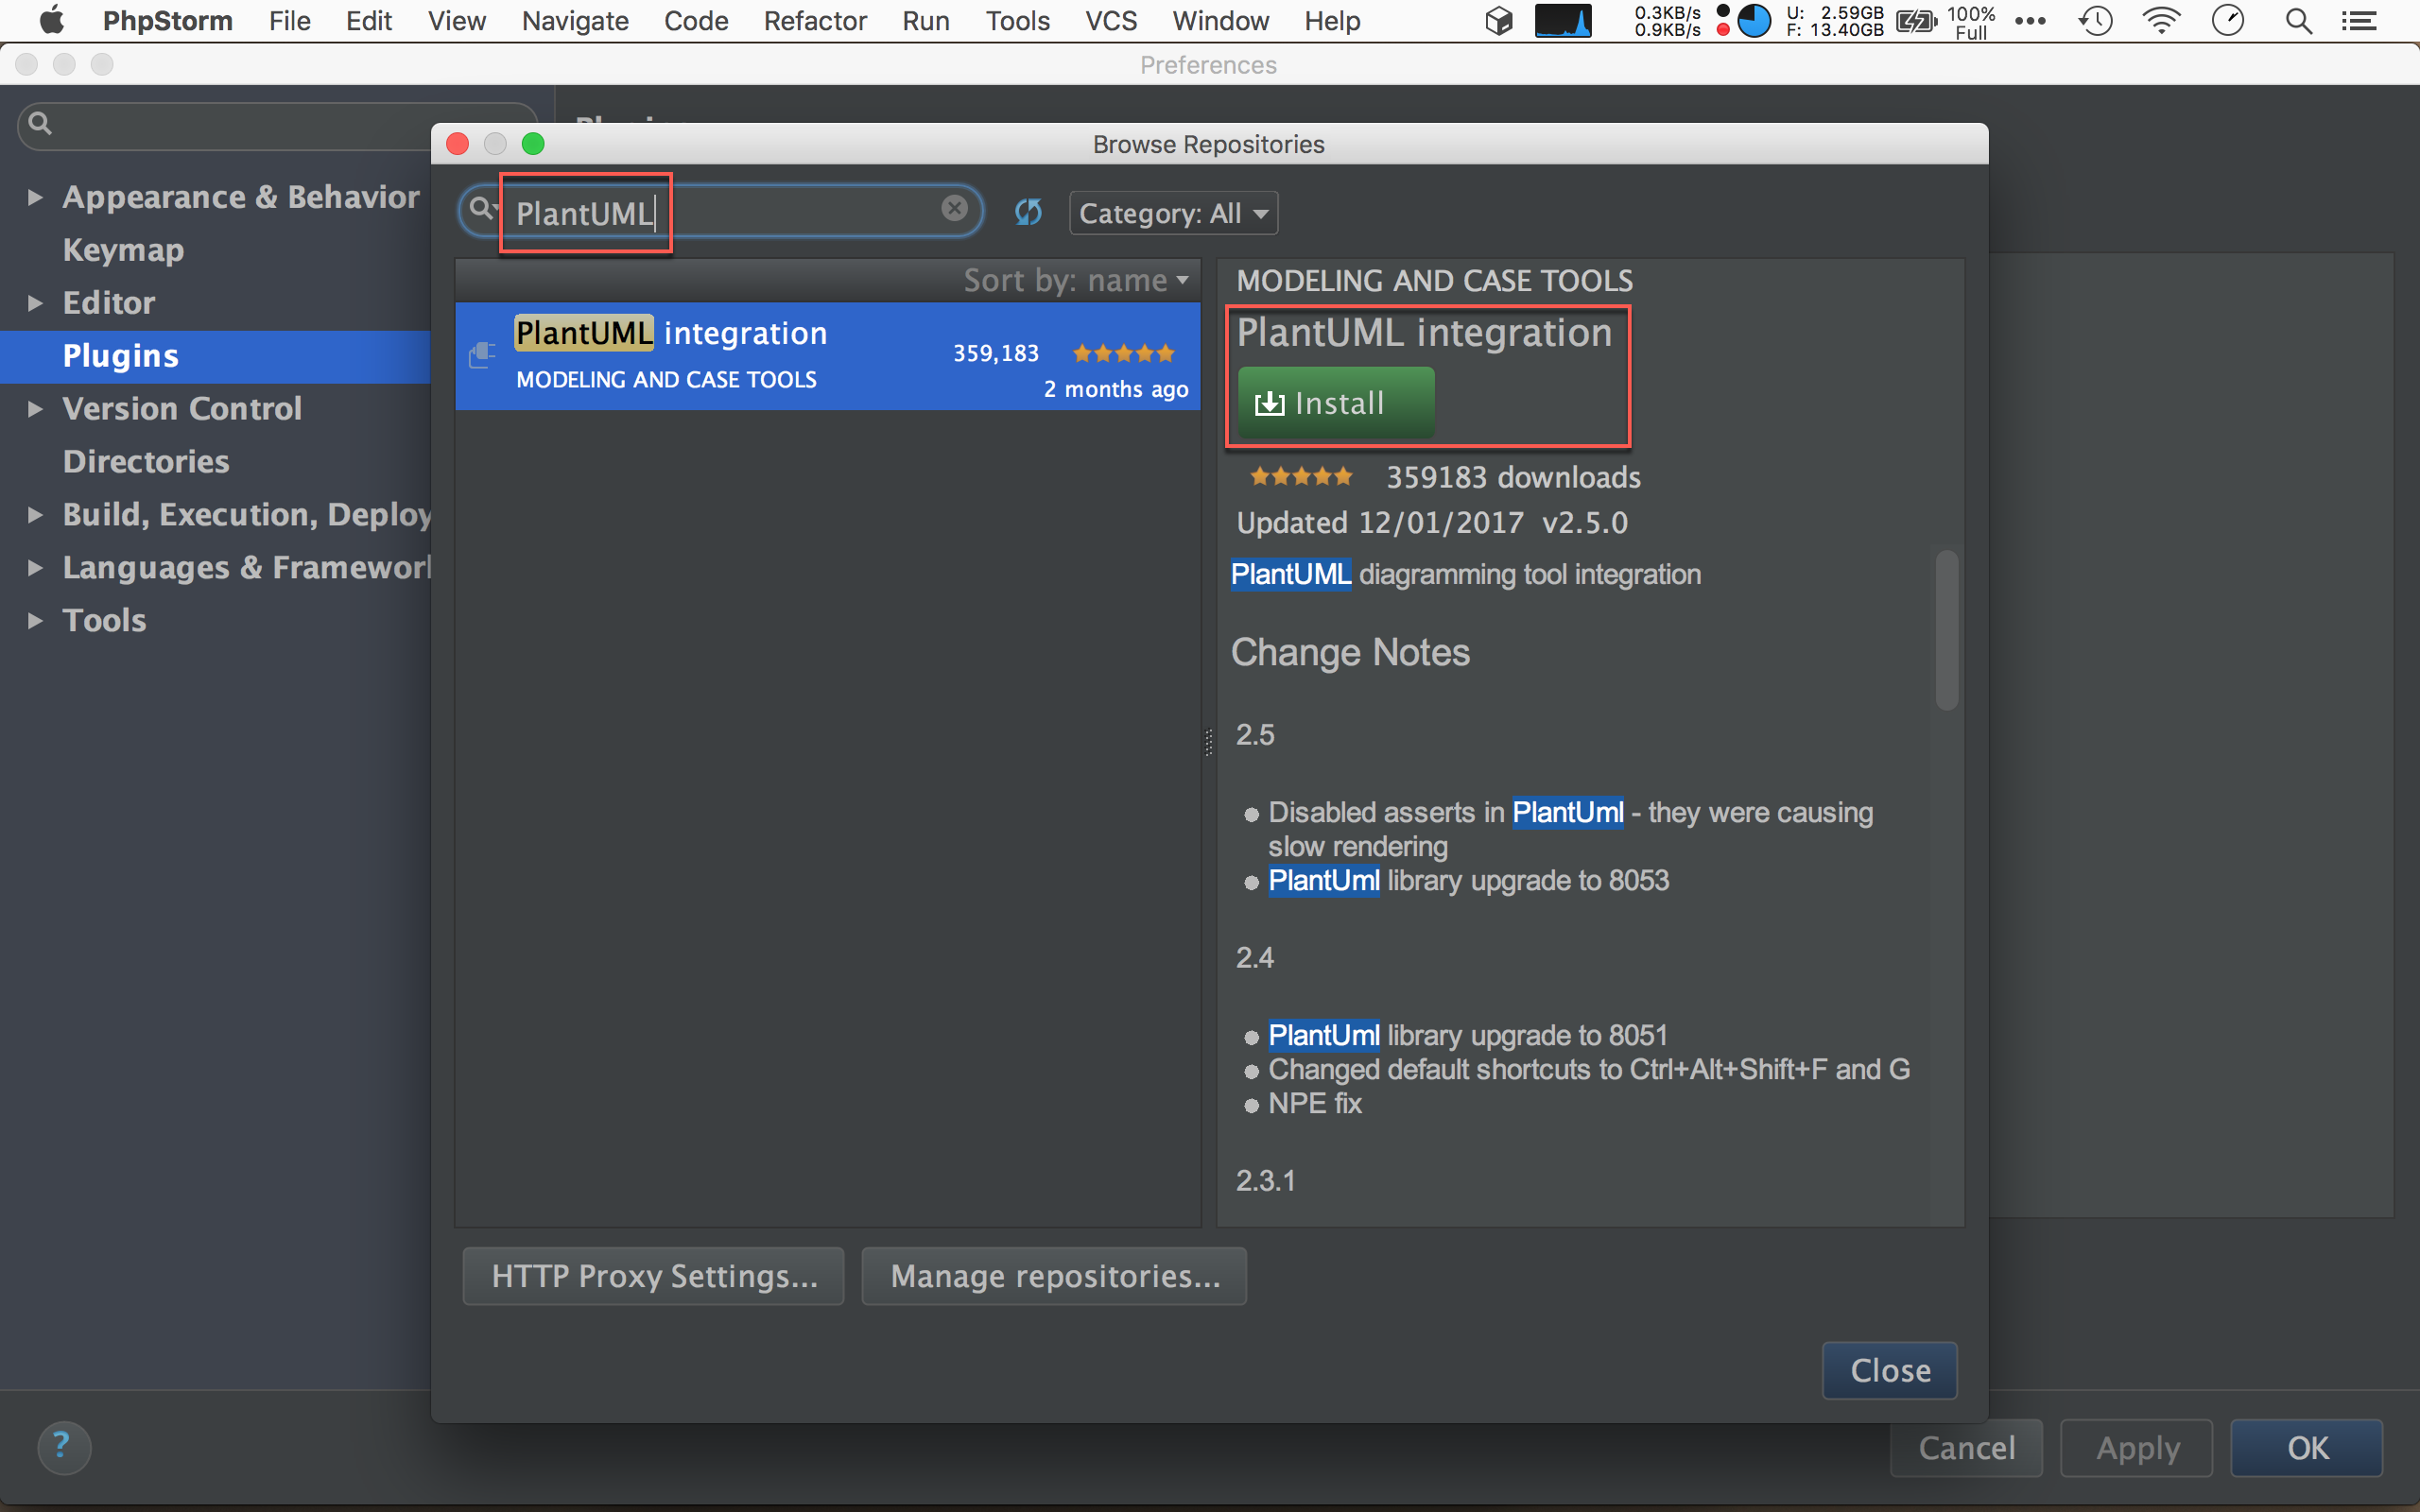 PhpStorm File Edit View Navigate Code Refactor Run Tools VCS Window Help 0.3KB/s U: 2.59GB 100%
0.9KB/s F: 13.40GB Full
Preferences
Browse Repositories
PlantUML Category: All
Appearance & Behavior
Keymap
Editor
Plugins
Version Control
Directories
Build, Execution, Deploy
Languages & Framework
Tools
Sort by: name
PlantUML integration
359,183
MODELING AND CASE TOOLS
2 months ago
MODELING AND CASE TOOLS
PlantUML integration
Install
359183 downloads
Updated 12/01/2017 v2.5.0
PlantUML diagramming tool integration
Change Notes
2.5
Disabled asserts in PlantUml - they were causing
slow rendering
PlantUml library upgrade to 8053
2.4
PlantUml library upgrade to 8051
Changed default shortcuts to Ctrl+Alt+Shift+F and G
NPE fix
2.3.1
HTTP Proxy Settings... Manage repositories...
Close
? Cancel Apply OK